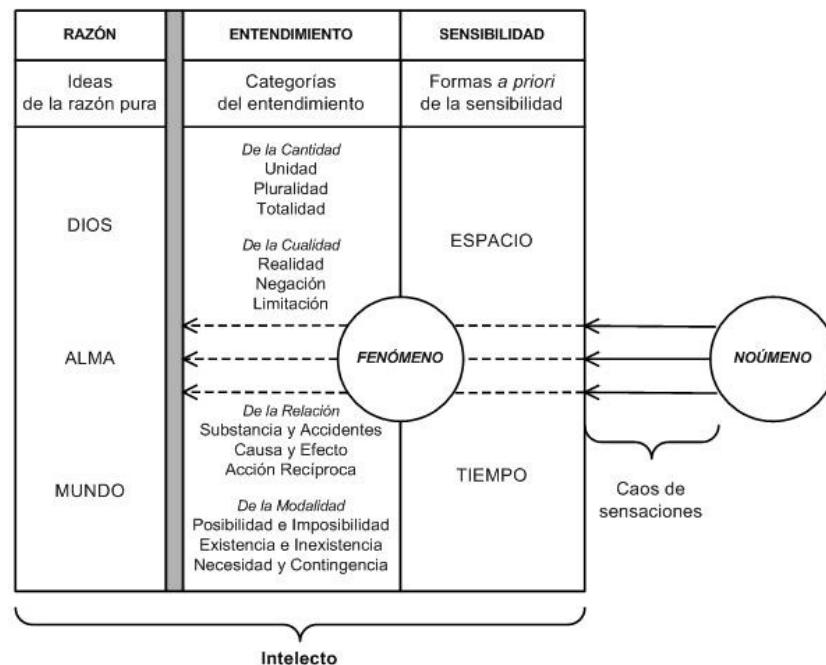 RAZÓN
ENTENDIMIENTO
SENSIBILIDAD
Ideas
de la razón pura
Categorías
del entendimiento
Formas a priori
de la sensibilidad
DIOS
ALMA
MUNDO
De la Cantidad
Unidad
Pluralidad
Totalidad
De la Cualidad
Realidad
Negación
Limitación
De la Relación
Substancia y Accidentes
Causa y Efecto
Acción Recíproca
De la Modalidad
Posibilidad e Imposibilidad
Existencia e Inexistencia
Necesidad y Contingencia
ESPACIO
FENÓMENO
TIEMPO
NOÚMENO
Caos de
sensaciones
Intelecto